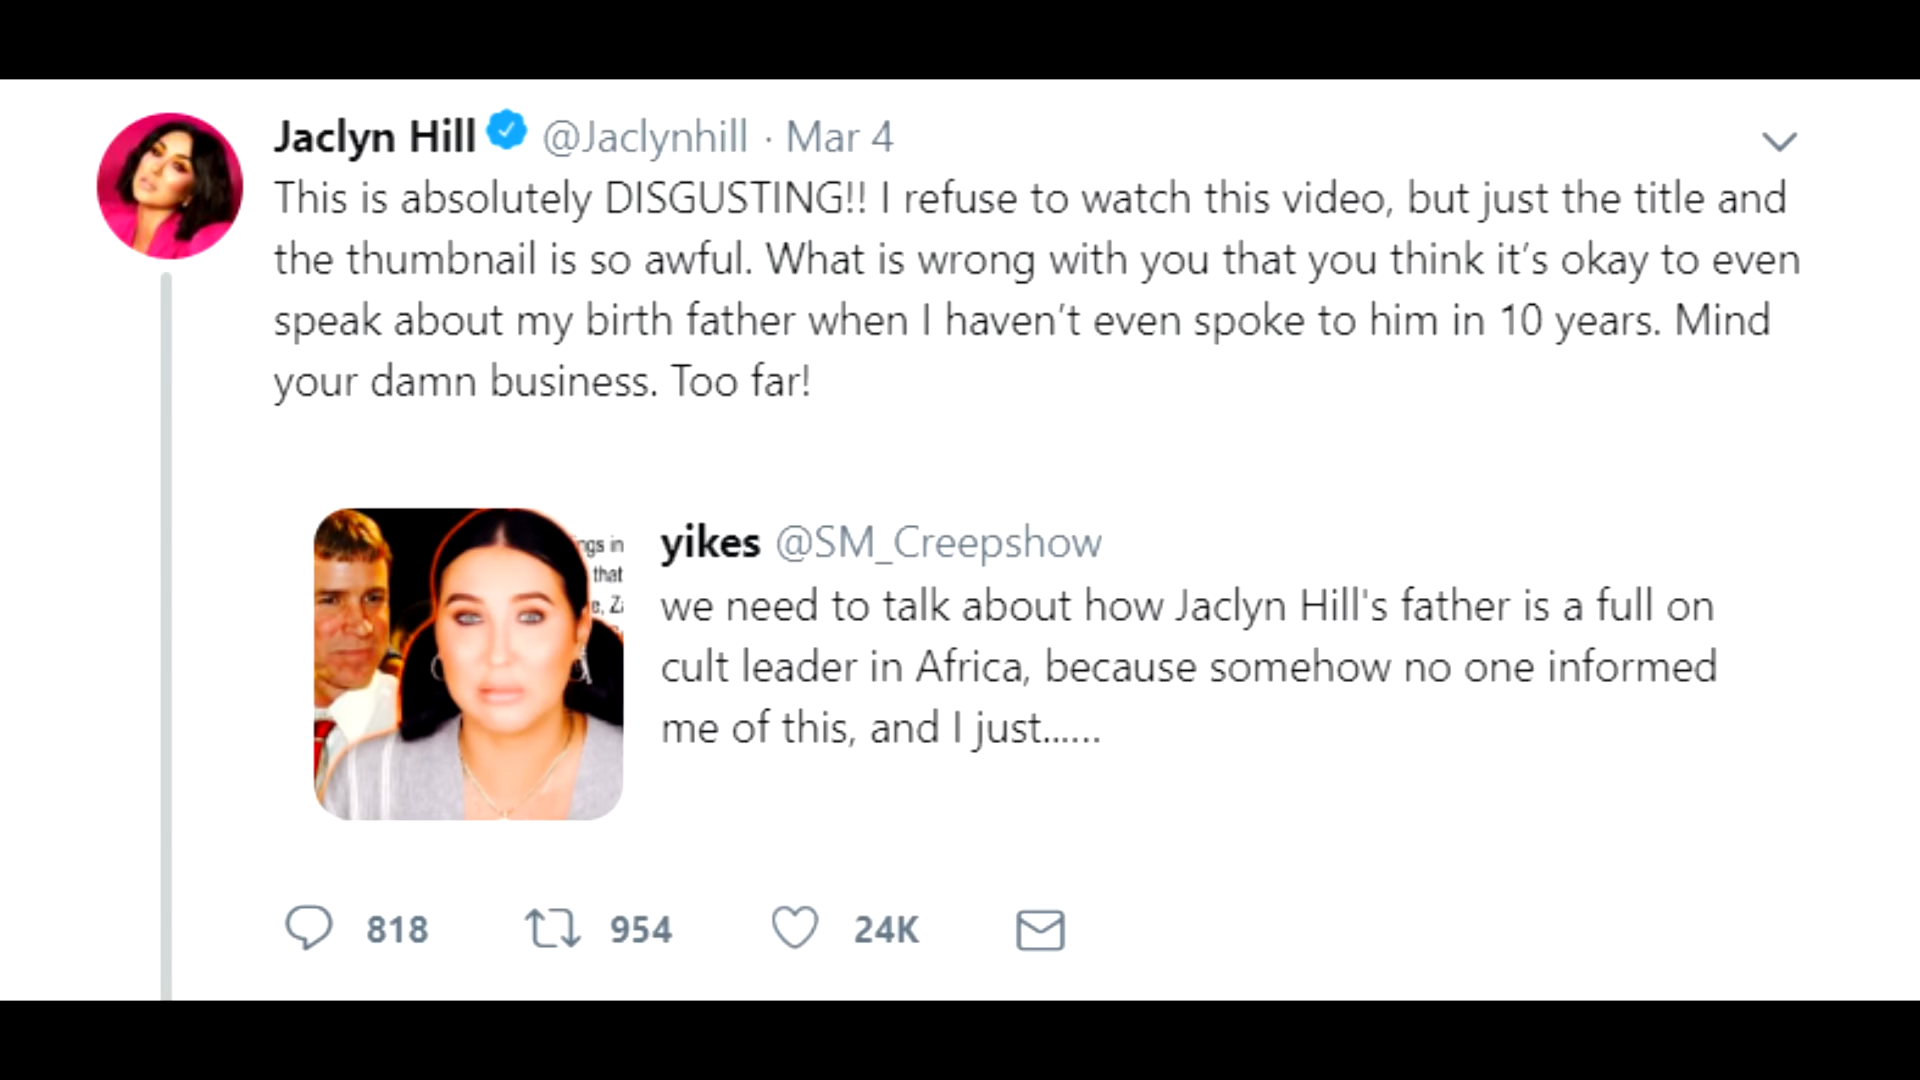 Jaclyn Hill @Jaclynhill · Mar 4
This is absolutely DISGUSTING!! I refuse to watch this video, but just the title and
the thumbnail is so awful. What is wrong with you that you think it’s okay to even
speak about my birth father when I haven’t even spoke to him in 10 years. Mind
your damn business. Too far!
ngs in
that
e, Z
yikes @SM_Creepshow
we need to talk about how Jaclyn Hill's father is a full on
cult leader in Africa, because somehow no one informed
me of this, and I just......
818 954 24K